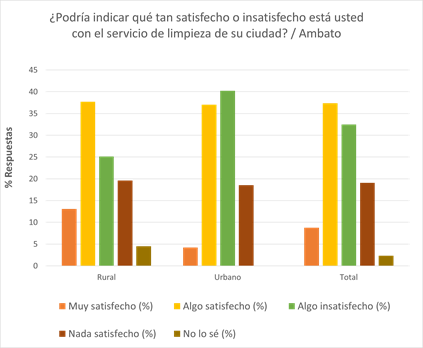 ¿Podría indicar qué tan satisfecho o insatisfecho está usted
con el servicio de limpieza de su ciudad? / Ambato
% Respuestas
45
40
35
30
25
20
15
10
5
0
Rural Urbano Total
Muy satisfecho (%) Algo satisfecho (%) Algo insatisfecho (%)
Nada satisfecho (%) No lo sé (%)